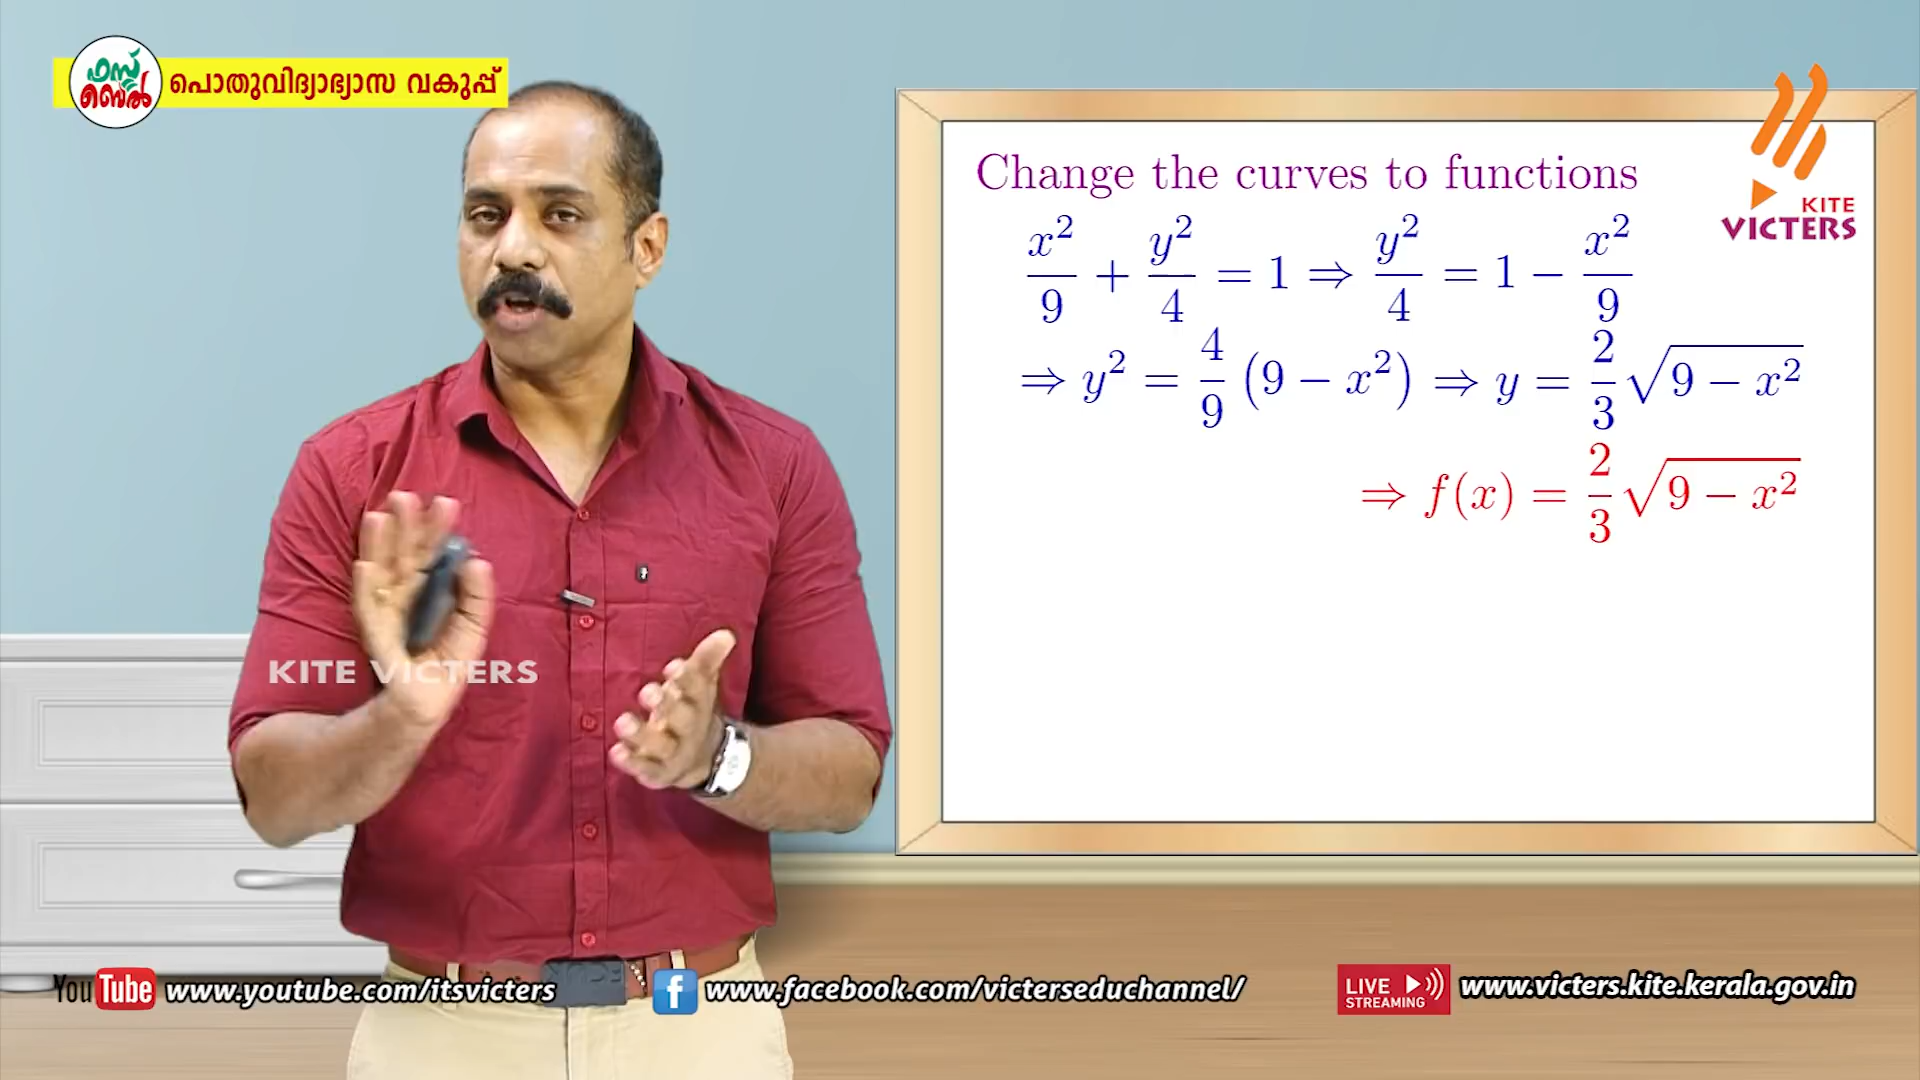 ഫസ്റ്റ്
ബെൽ
പൊതുവിദ്യാഭ്യാസ വകുപ്പ്
KITE
VICTERS
Change the curves to functions
x²/9 + y²/4 = 1 ⇒ y²/4 = 1 − x²/9
⇒ y² = 4/9 (9 − x²) ⇒ y = 2/3 √(9 − x²)
⇒ f(x) = 2/3 √(9 − x²)
KITE VICTERS
YouTube www.youtube.com/itsvicters
f www.facebook.com/victerseduchannel/
LIVE STREAMING www.victers.kite.kerala.gov.in